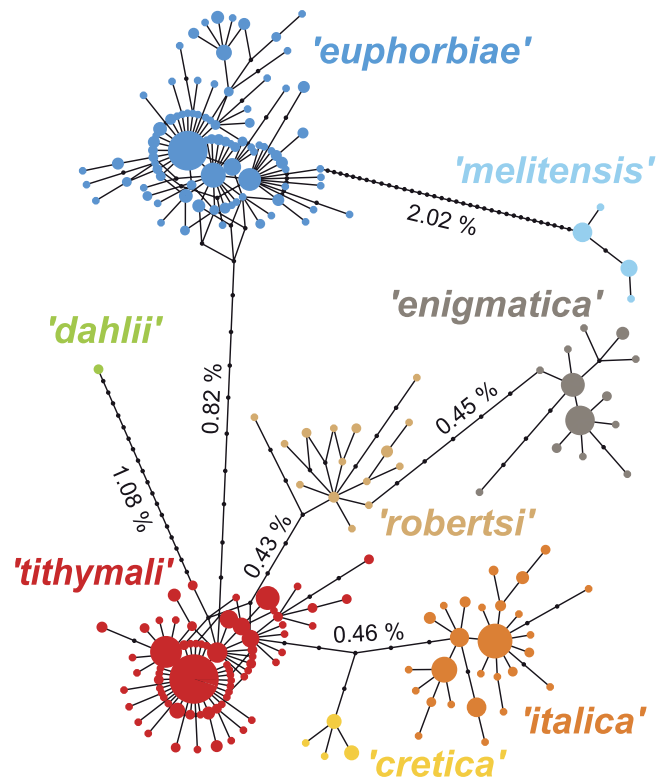 'euphorbiae'
'melitensis'
2.02 %
'enigmatica'
'dahlii'
0.82 %
0.45 %
1.08 %
'robertsi'
0.43 %
'tithymali'
0.46 %
'italica'
'cretica'